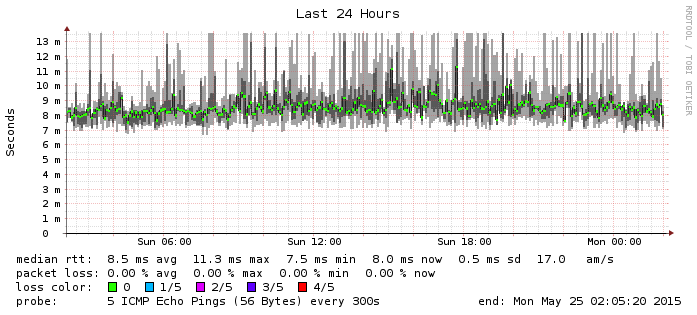 Last 24 Hours
RRDTOOL / TOBI OETIKER
Seconds
13 m
12 m
11 m
10 m
9 m
8 m
7 m
6 m
5 m
4 m
3 m
2 m
1 m
0
Sun 06:00 Sun 12:00 Sun 18:00 Mon 00:00
median rtt: 8.5 ms avg 11.3 ms max 7.5 ms min 8.0 ms now 0.5 ms sd 17.0 am/s
packet loss: 0.00 % avg 0.00 % max 0.00 % min 0.00 % now
loss color: 0 1/5 2/5 3/5 4/5
probe: 5 ICMP Echo Pings (56 Bytes) every 300s end: Mon May 25 02:05:20 2015